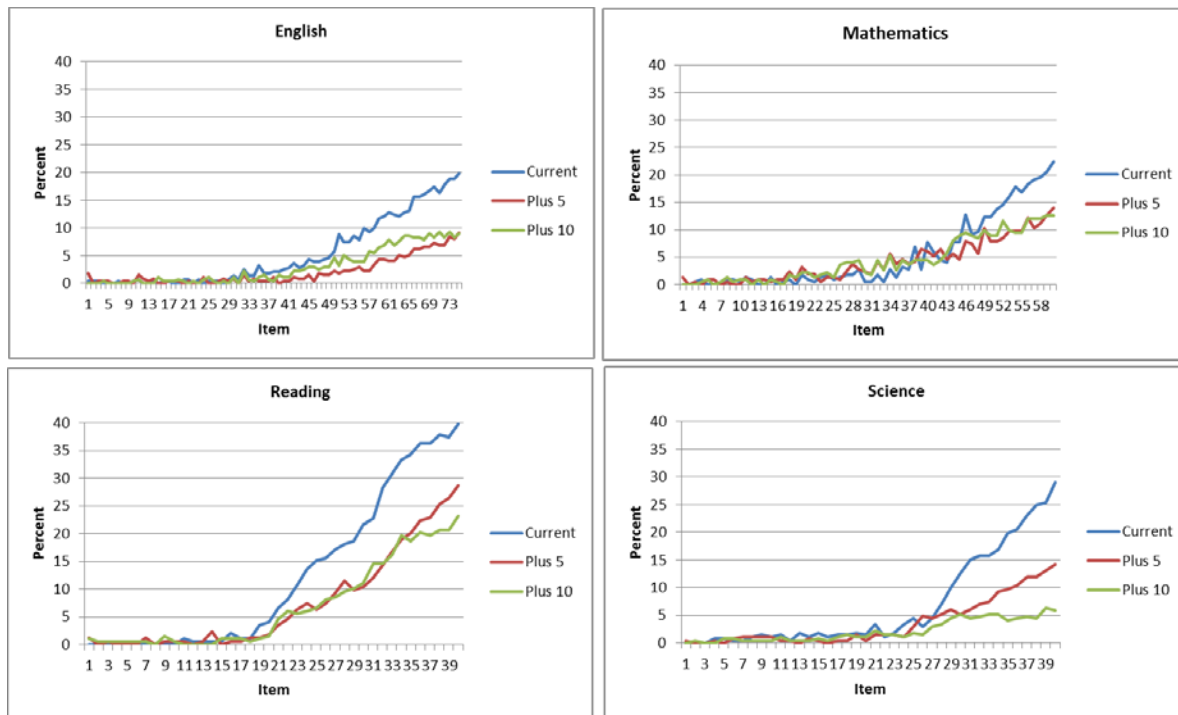 English
40
35
30
25
20
15
10
5
0
Percent
1 5 9 13 17 21 25 29 33 37 41 45 49 53 57 61 65 69 73
Item
Current
Plus 5
Plus 10
Mathematics
40
35
30
25
20
15
10
5
0
Percent
1 4 7 10 13 16 19 22 25 28 31 34 37 40 43 46 49 52 55 58
Item
Current
Plus 5
Plus 10
Reading
40
35
30
25
20
15
10
5
0
Percent
1 3 5 7 9 11 13 15 17 19 21 23 25 27 29 31 33 35 37 39
Item
Current
Plus 5
Plus 10
Science
40
35
30
25
20
15
10
5
0
Percent
1 3 5 7 9 11 13 15 17 19 21 23 25 27 29 31 33 35 37 39
Item
Current
Plus 5
Plus 10